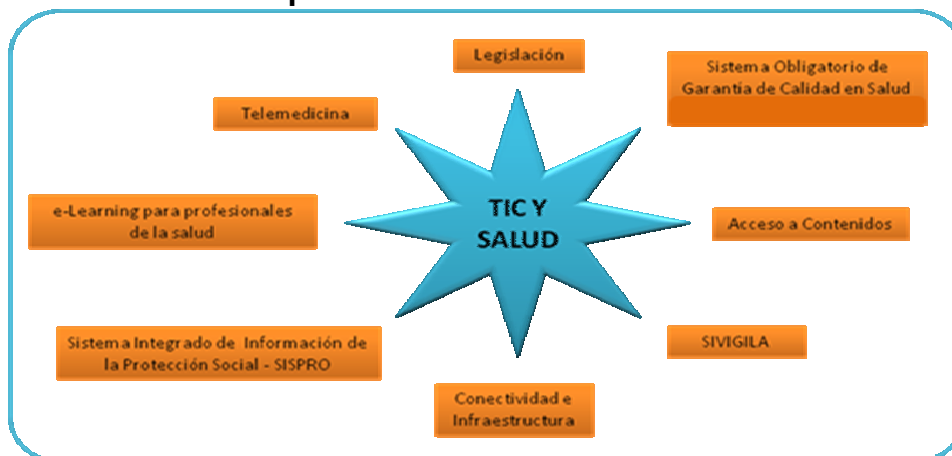 Legislación
Sistema Obligatorio de
Garantía de Calidad en Salud
Telemedicina
e-Learning para profesionales
de la salud
TIC Y
SALUD
Acceso a Contenidos
Sistema Integrado de Información de
la Protección Social - SISPRO
SIVIGILA
Conectividad e
Infraestructura